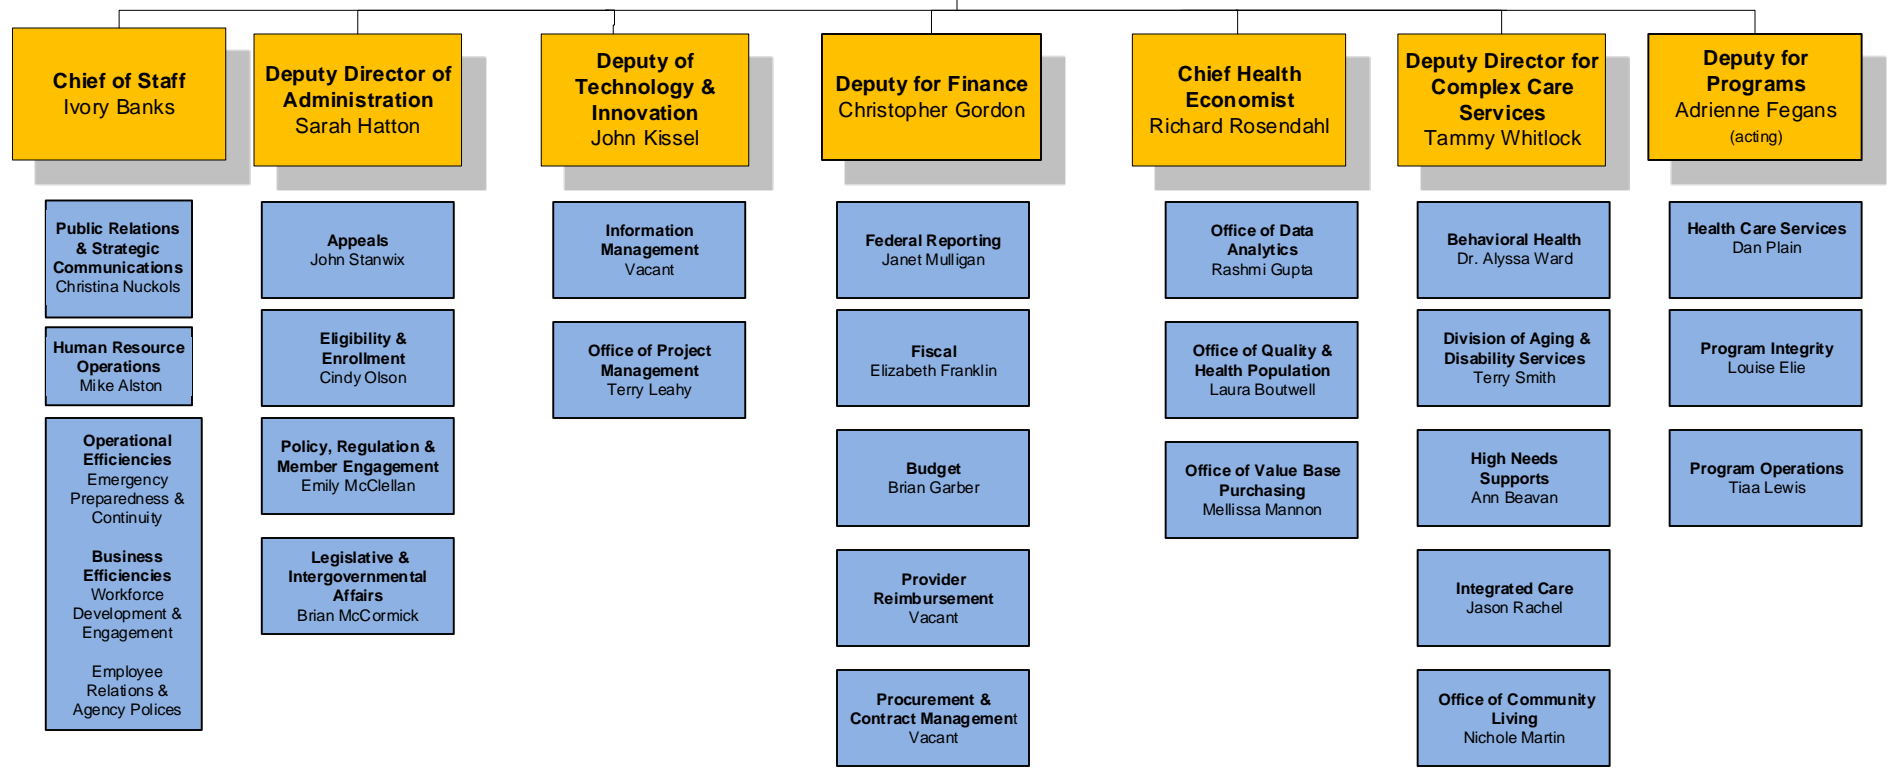 Chief of Staff
Ivory Banks
Deputy Director of
Administration
Sarah Hatton
Deputy of
Technology &
Innovation
John Kissel
Deputy for Finance
Christopher Gordon
Chief Health
Economist
Richard Rosendahl
Deputy Director for
Complex Care
Services
Tammy Whitlock
Deputy for
Programs
Adrienne Fegans
(acting)
Public Relations
& Strategic
Communications
Christina Nuckols
Human Resource
Operations
Mike Alston
Operational
Efficiencies
Emergency
Preparedness &
Continuity
Business
Efficiencies
Workforce
Development &
Engagement
Employee
Relations &
Agency Polices
Appeals
John Stanwix
Eligibility &
Enrollment
Cindy Olson
Policy, Regulation &
Member Engagement
Emily McClellan
Legislative &
Intergovernmental
Affairs
Brian McCormick
Information
Management
Vacant
Office of Project
Management
Terry Leahy
Federal Reporting
Janet Mulligan
Fiscal
Elizabeth Franklin
Budget
Brian Garber
Provider
Reimbursement
Vacant
Procurement &
Contract Management
Vacant
Office of Data
Analytics
Rashmi Gupta
Office of Quality &
Health Population
Laura Boutwell
Office of Value Base
Purchasing
Mellissa Mannon
Behavioral Health
Dr. Alyssa Ward
Division of Aging &
Disability Services
Terry Smith
High Needs
Supports
Ann Beavan
Integrated Care
Jason Rachel
Office of Community
Living
Nichole Martin
Health Care Services
Dan Plain
Program Integrity
Louise Elie
Program Operations
Tiaa Lewis